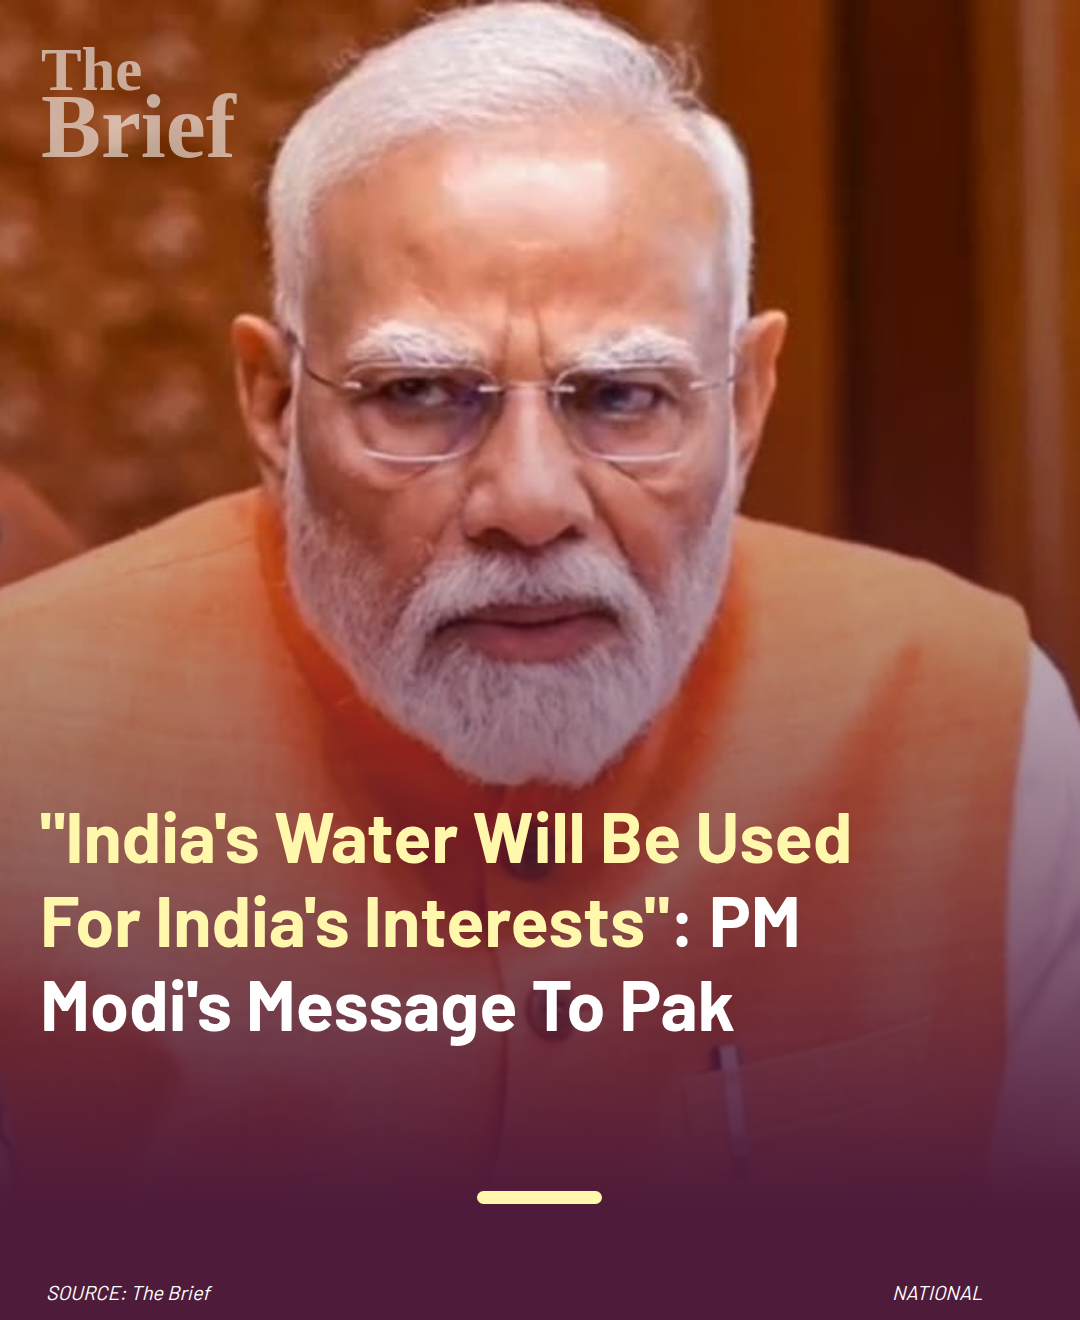 The
Brief
"India's Water Will Be Used
For India's Interests": PM
Modi's Message To Pak
SOURCE: The Brief
NATIONAL